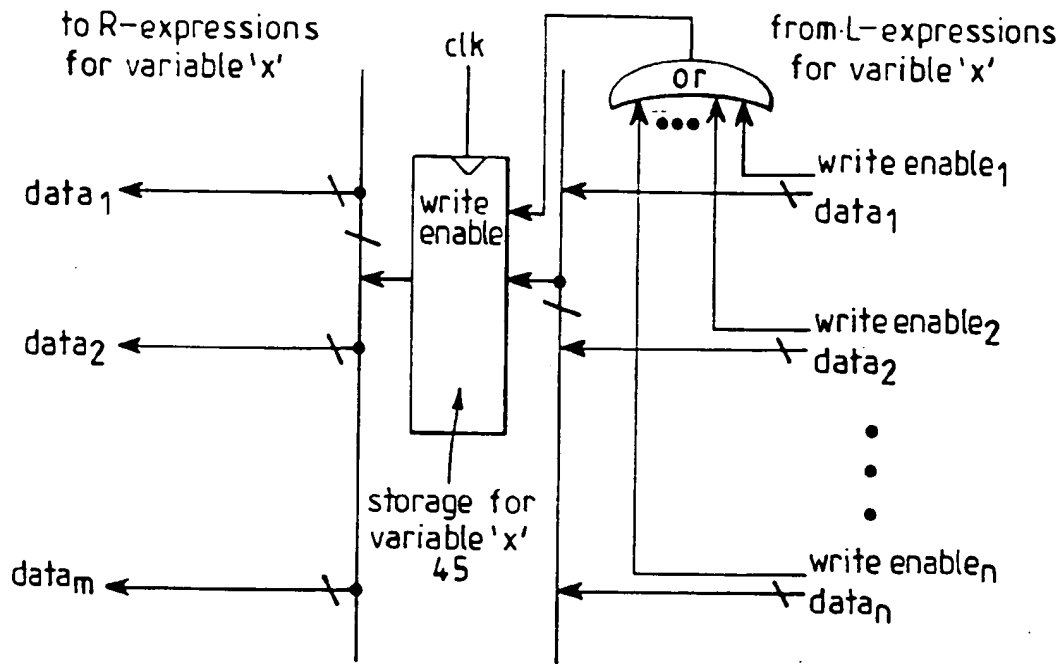 to R-expressions
for variable 'x'
clk
from L-expressions
for varible 'x'
or
write enable1
data1
write
enable
data1
write enable2
data2
data2
storage for
variable 'x'
45
write enablen
datan
datam